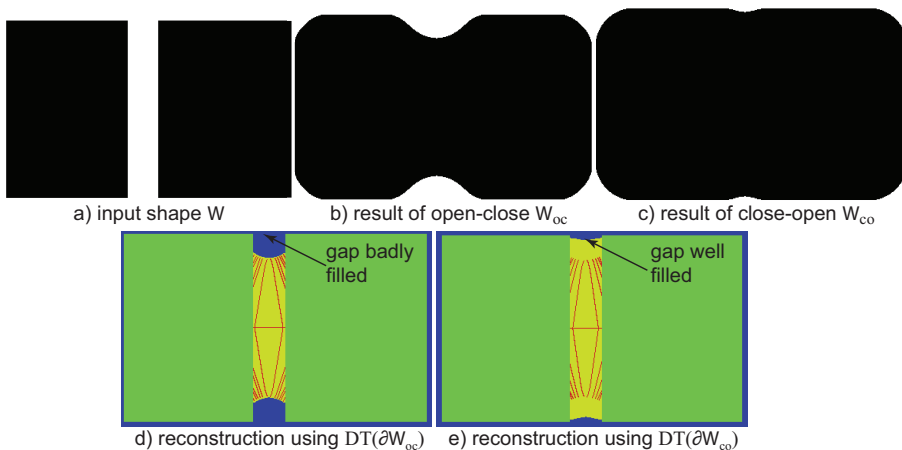 a) input shape W
b) result of open-close W_oc
c) result of close-open W_co
gap badly
filled
gap well
filled
d) reconstruction using DT(∂W_oc)
e) reconstruction using DT(∂W_co)